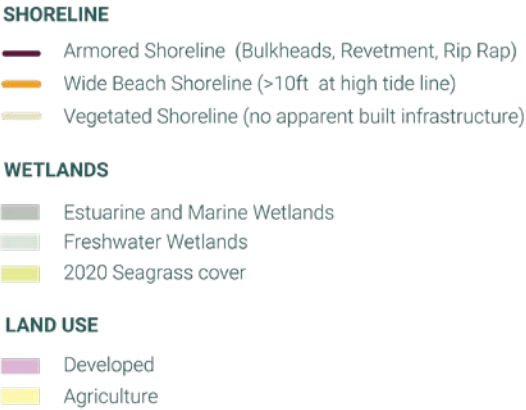 SHORELINE
Armored Shoreline (Bulkheads, Revetment, Rip Rap)
Wide Beach Shoreline (>10ft at high tide line)
Vegetated Shoreline (no apparent built infrastructure)
WETLANDS
Estuarine and Marine Wetlands
Freshwater Wetlands
2020 Seagrass cover
LAND USE
Developed
Agriculture